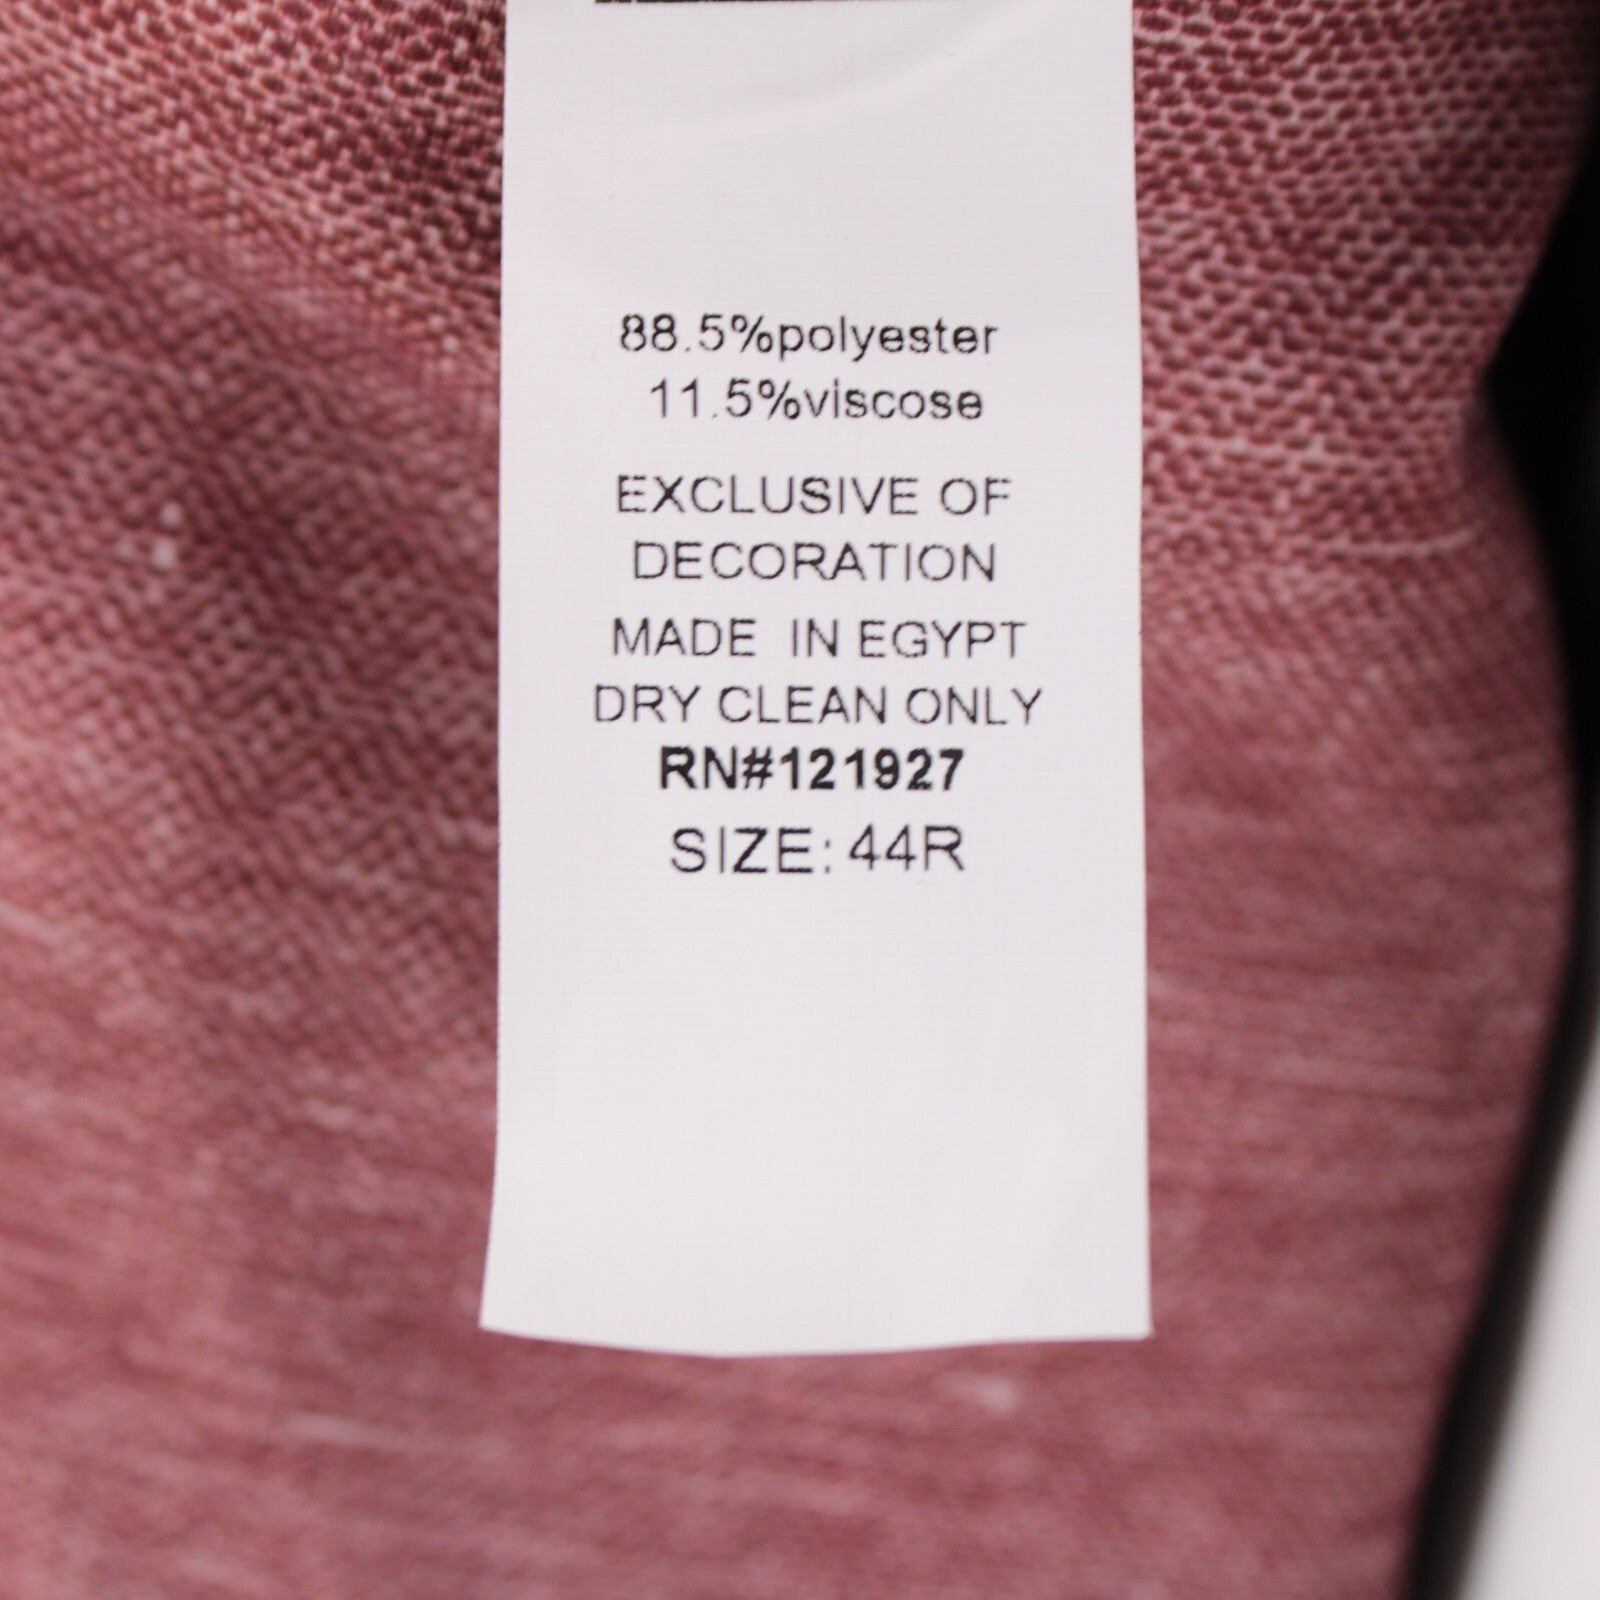 88.5%polyester
11.5%viscose
EXCLUSIVE OF
DECORATION
MADE IN EGYPT
DRY CLEAN ONLY
RN#121927
SIZE: 44R